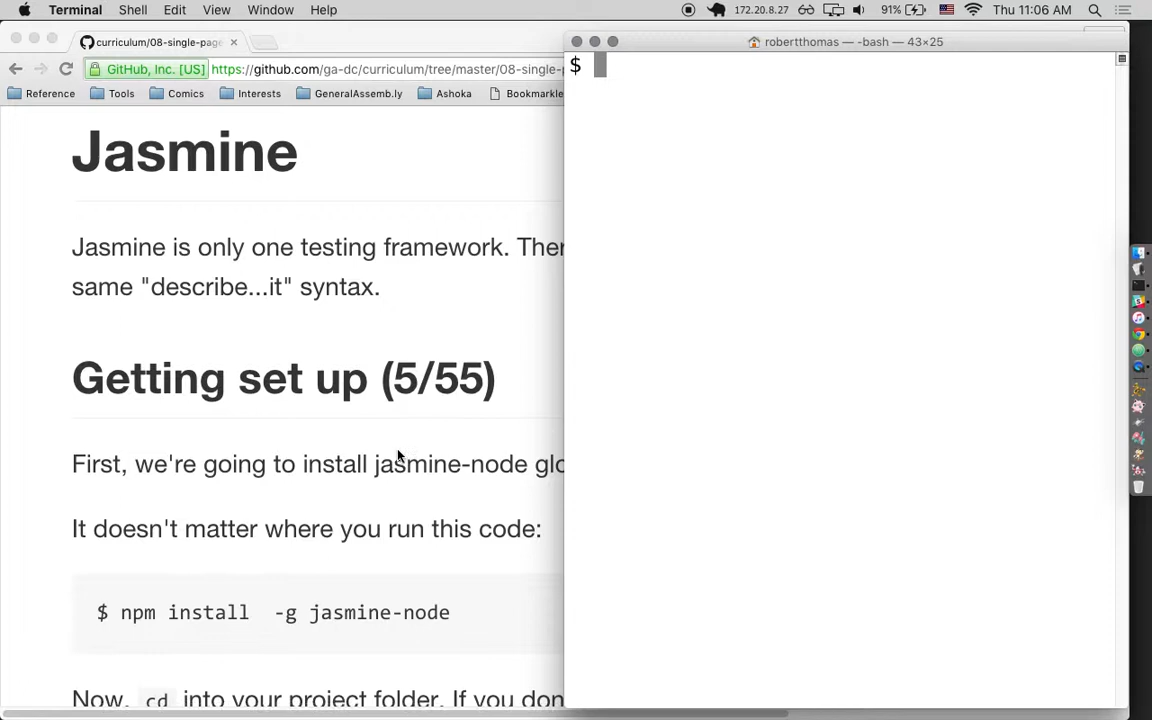 Terminal Shell Edit View Window Help 172.20.8.27 91% Thu 11:06 AM
curriculum/08-single-page
robertthomas — -bash — 43×25
GitHub, Inc. [US] https://github.com/ga-dc/curriculum/tree/master/08-single-
Reference Tools Comics Interests GeneralAssemb.ly Ashoka Bookmarkle
$
Jasmine
Jasmine is only one testing framework. Ther
same "describe...it" syntax.
Getting set up (5/55)
First, we're going to install jasmine-node glo
It doesn't matter where you run this code:
$ npm install  -g jasmine-node
Now, cd into your project folder. If you don